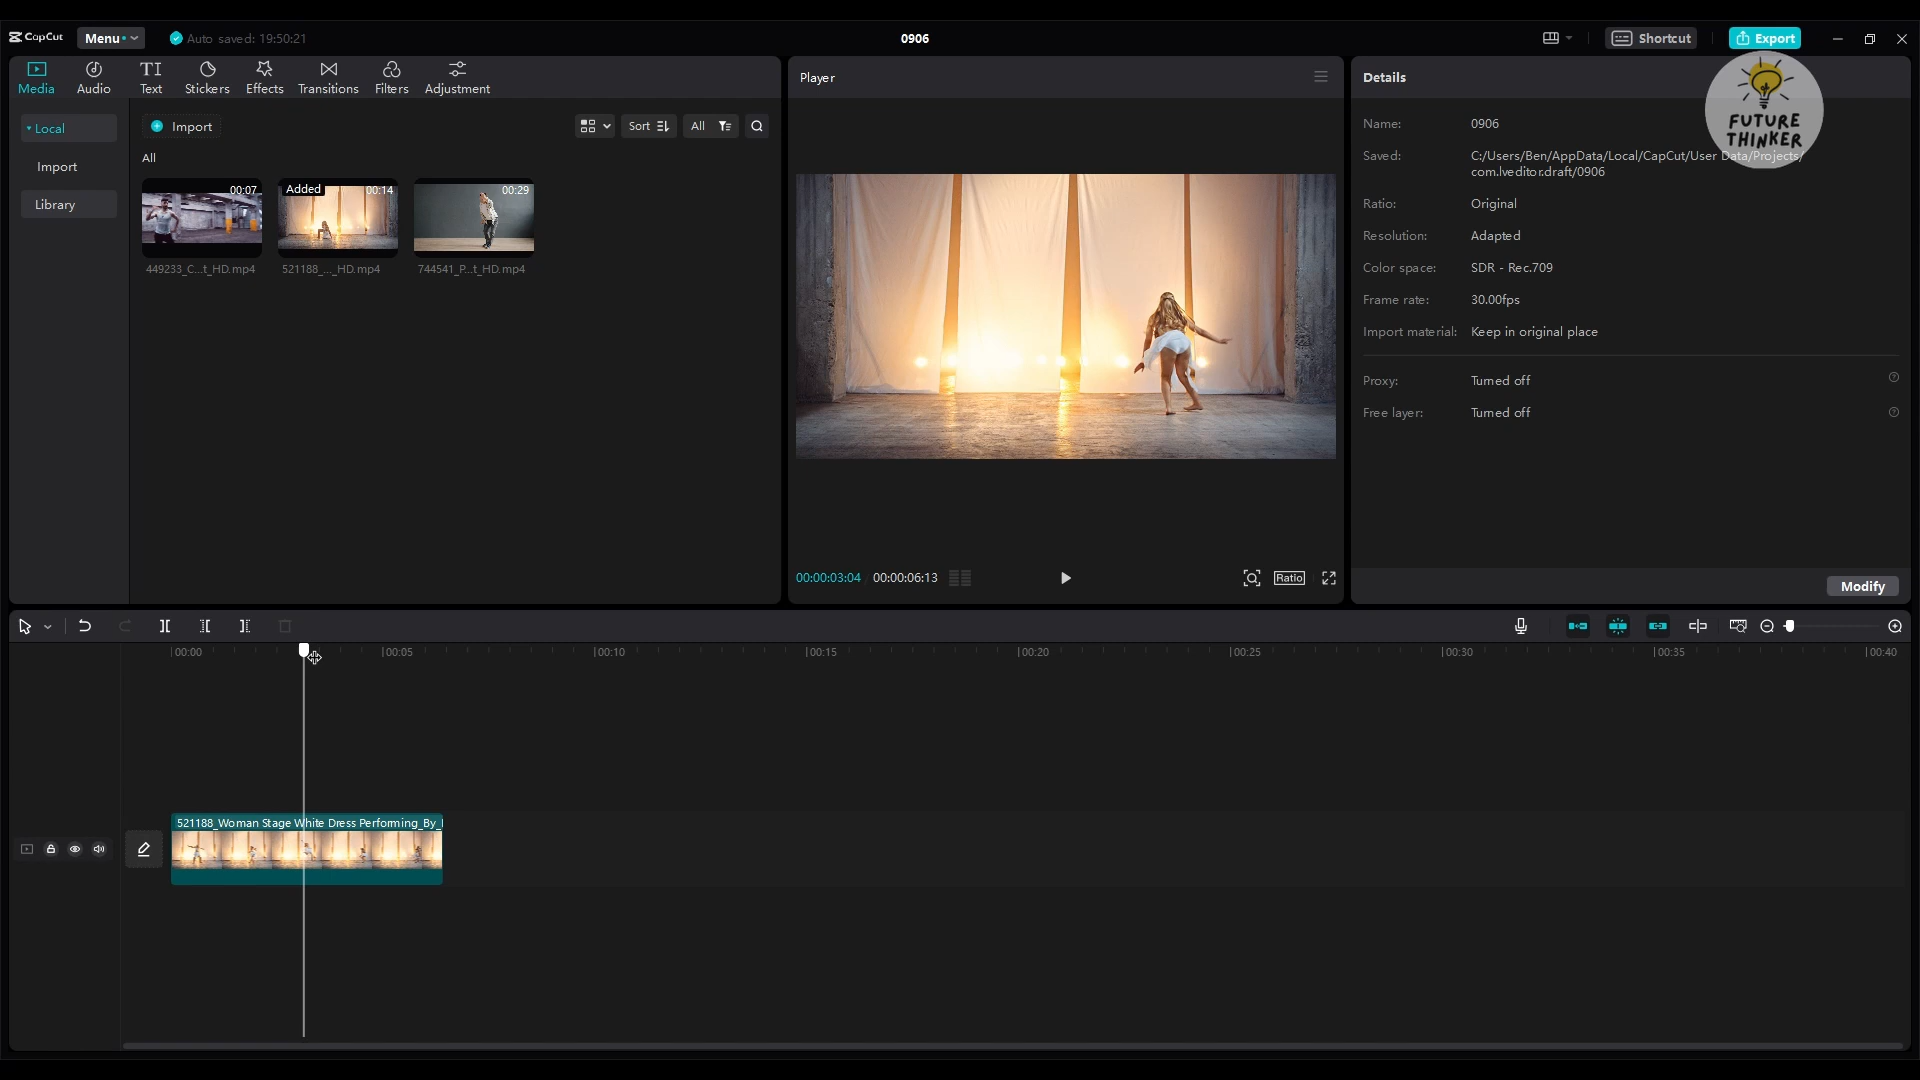 CapCut
Menu
Auto saved: 19:50:21
0906
Shortcut
Export
Media
Audio
Text
Stickers
Effects
Transitions
Filters
Adjustment
Player
Details
FUTURE
THINKER
Local
Import
Library
Import
Sort
All
All
00:07
Added
00:14
00:29
449233_C...t_HD.mp4
521188_..._HD.mp4
744541_P...t_HD.mp4
Name: 0906
Saved: C:/Users/Ben/AppData/Local/CapCut/User Data/Projects/
com.lveditor.draft/0906
Ratio: Original
Resolution: Adapted
Color space: SDR - Rec.709
Frame rate: 30.00fps
Import material: Keep in original place
Proxy: Turned off
Free layer: Turned off
00:00:03:04
00:00:06:13
Ratio
Modify
00:00
00:05
00:10
00:15
00:20
00:25
00:30
00:35
00:40
521188_Woman Stage White Dress Performing_By_